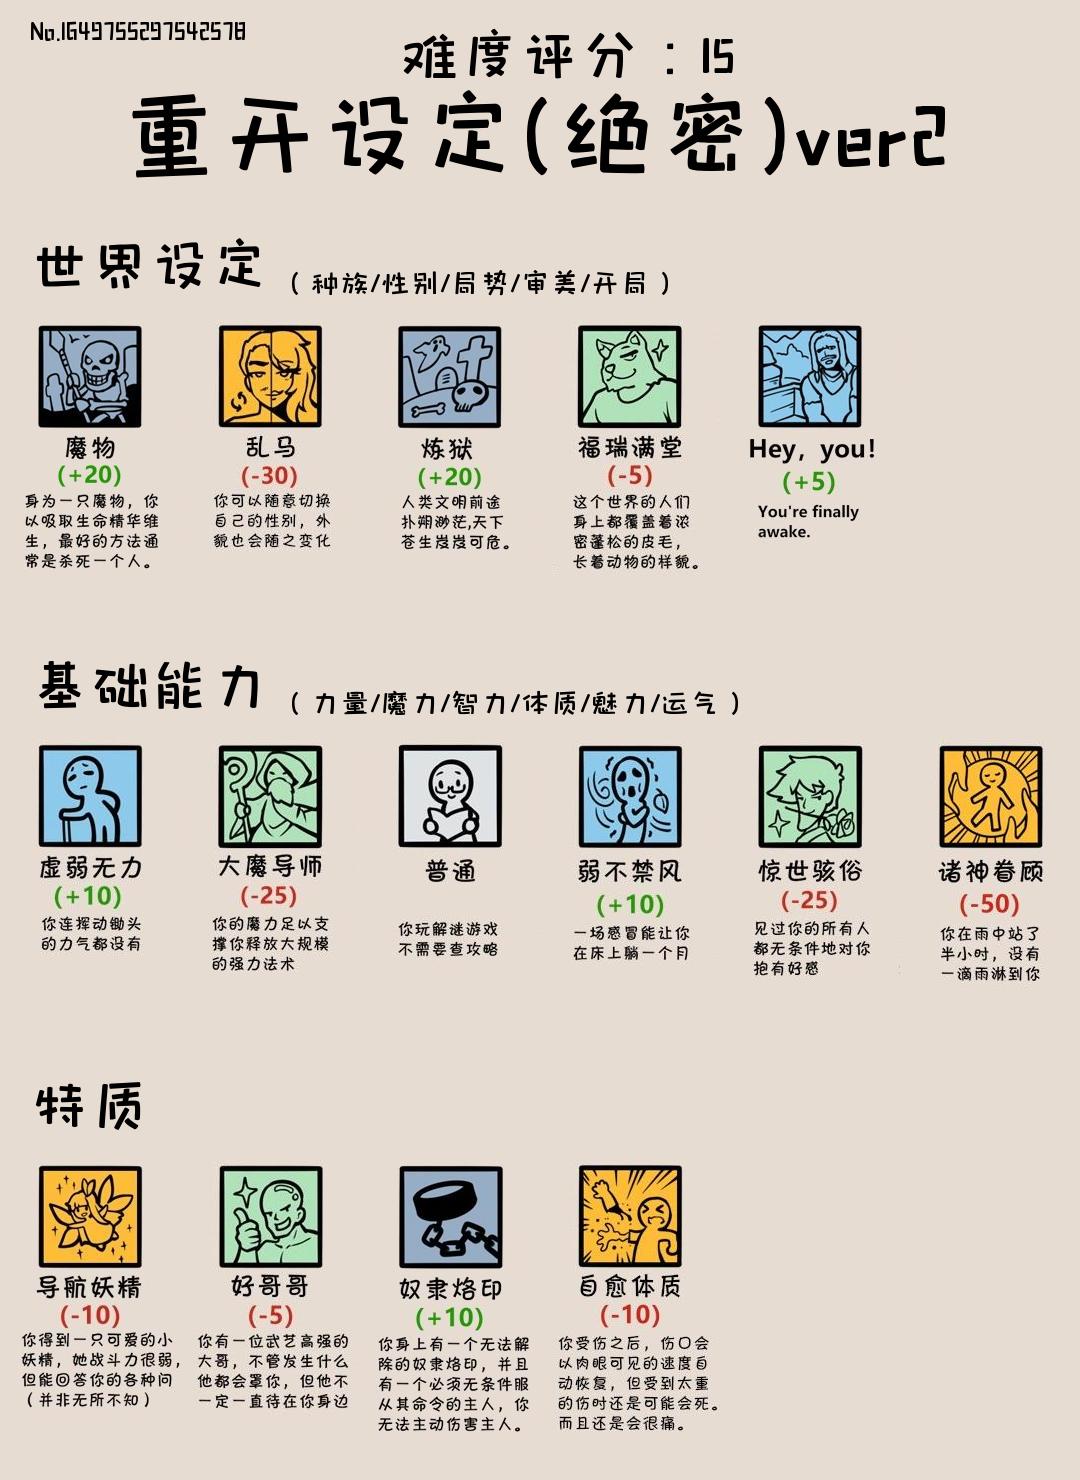 No.1649755297542578
难度评分：15
重开设定(绝密)ver2
世界设定 （种族/性别/局势/审美/开局）
魔物
(+20)
身为一只魔物，你
以吸取生命精华维
生，最好的方法通
常是杀死一个人。
乱马
(-30)
你可以随意切换
自己的性别，外
貌也会随之变化
炼狱
(+20)
人类文明前途
扑朔渺茫,天下
苍生岌岌可危。
福瑞满堂
(-5)
这个世界的人们
身上都覆盖着浓
密蓬松的皮毛，
长着动物的样貌。
Hey, you!
(+5)
You're finally
awake.
基础能力 （力量/魔力/智力/体质/魅力/运气）
虚弱无力
(+10)
你连挥动锄头
的力气都没有
大魔导师
(-25)
你的魔力足以支
撑你释放大规模
的强力法术
普通
你玩解谜游戏
不需要查攻略
弱不禁风
(+10)
一场感冒能让你
在床上躺一个月
惊世骇俗
(-25)
见过你的所有人
都无条件地对你
抱有好感
诸神眷顾
(-50)
你在雨中站了
半小时，没有
一滴雨淋到你
特质
导航妖精
(-10)
你得到一只可爱的小
妖精，她战斗力很弱，
但能回答你的各种问
（并非无所不知）
好哥哥
(-5)
你有一位武艺高强的
大哥，不管发生什么
他都会罩你，但他不
一定一直待在你身边
奴隶烙印
(+10)
你身上有一个无法解
除的奴隶烙印，并且
有一个必须无条件服
从其命令的主人，你
无法主动伤害主人。
自愈体质
(-10)
你受伤之后，伤口会
以肉眼可见的速度自
动恢复，但受到太重
的伤时还是可能会死。
而且还是会很痛。